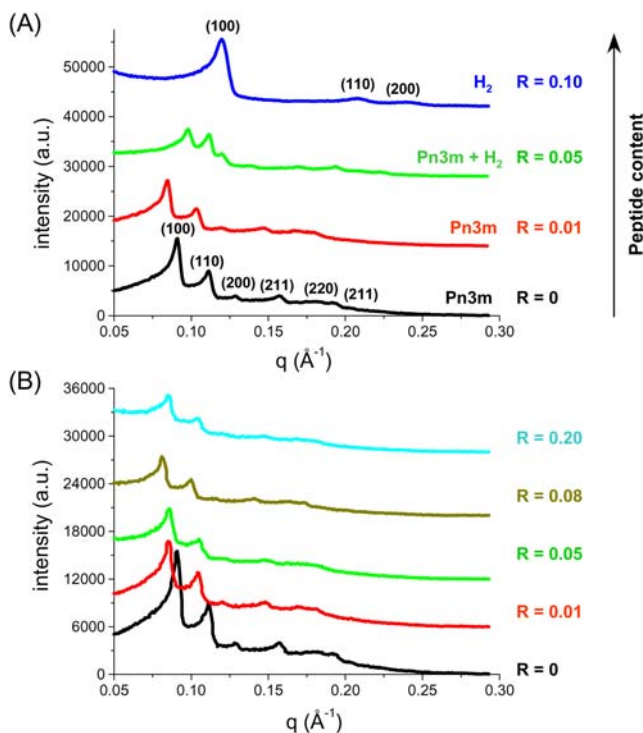 (A)
(100)
50000
(110)
(200)
H2
R = 0.10
40000
30000
Pn3m + H2
R = 0.05
20000
Pn3m
R = 0.01
(100)
10000
(110)
(200)
(211)
(220)
(211)
Pn3m
R = 0
0
0.05 0.10 0.15 0.20 0.25 0.30
q (Å-1)
intensity (a.u.)
Peptide content
(B)
36000
30000
R = 0.20
24000
R = 0.08
18000
R = 0.05
12000
R = 0.01
6000
R = 0
0
0.05 0.10 0.15 0.20 0.25 0.30
q (Å-1)
intensity (a.u.)